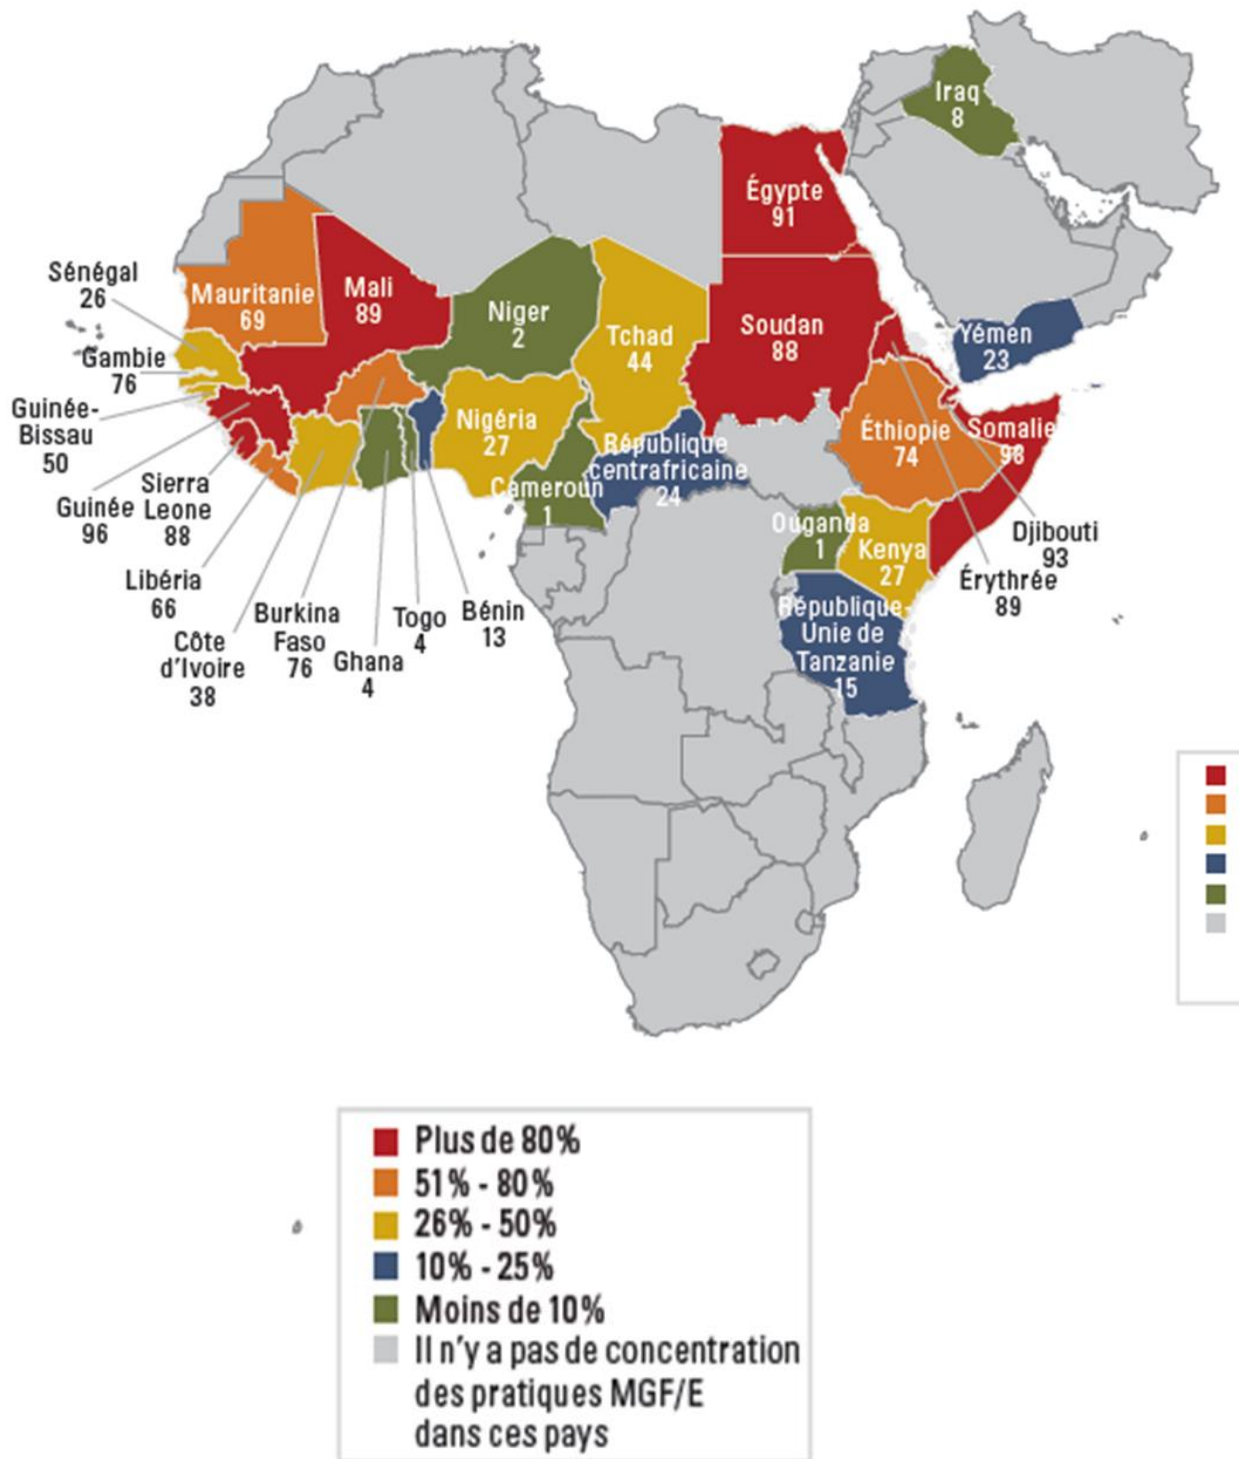 Iraq
8
Égypte
91
Sénégal
26
Mauritanie
69
Mali
89
Niger
2
Tchad
44
Soudan
88
Yémen
23
Gambie
76
Guinée-
Bissau
50
Nigéria
27
Éthiopie
74
Somalie
98
République
centrafricaine
24
Cameroun
1
Guinée
96
Sierra
Leone
88
Ouganda
1
Kenya
27
Djibouti
93
Érythrée
89
Libéria
66
Côte
d'Ivoire
38
Burkina
Faso
76
Ghana
4
Togo
4
Bénin
13
République-
Unie de
Tanzanie
15
Plus de 80%
51% - 80%
26% - 50%
10% - 25%
Moins de 10%
Il n'y a pas de concentration
des pratiques MGF/E
dans ces pays